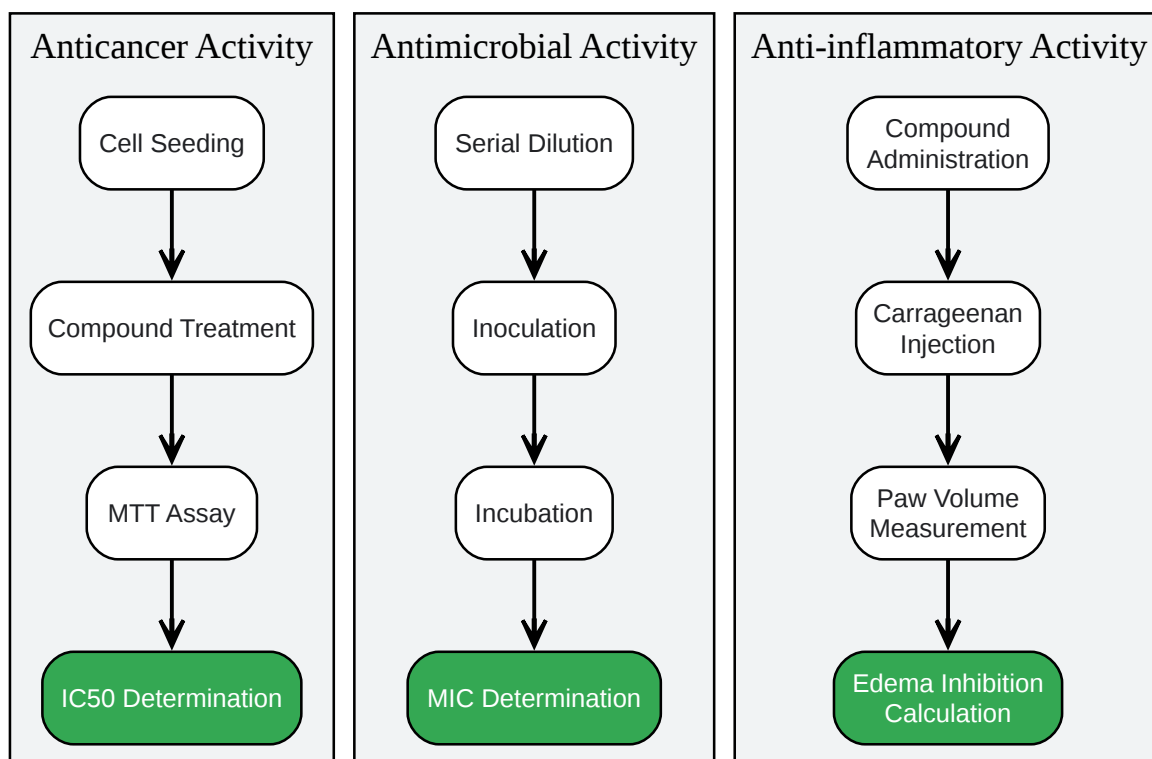 Anticancer Activity
Cell Seeding
Compound Treatment
MTT Assay
IC50 Determination
Antimicrobial Activity
Serial Dilution
Inoculation
Incubation
MIC Determination
Anti-inflammatory Activity
Compound
Administration
Carrageenan
Injection
Paw Volume
Measurement
Edema Inhibition
Calculation